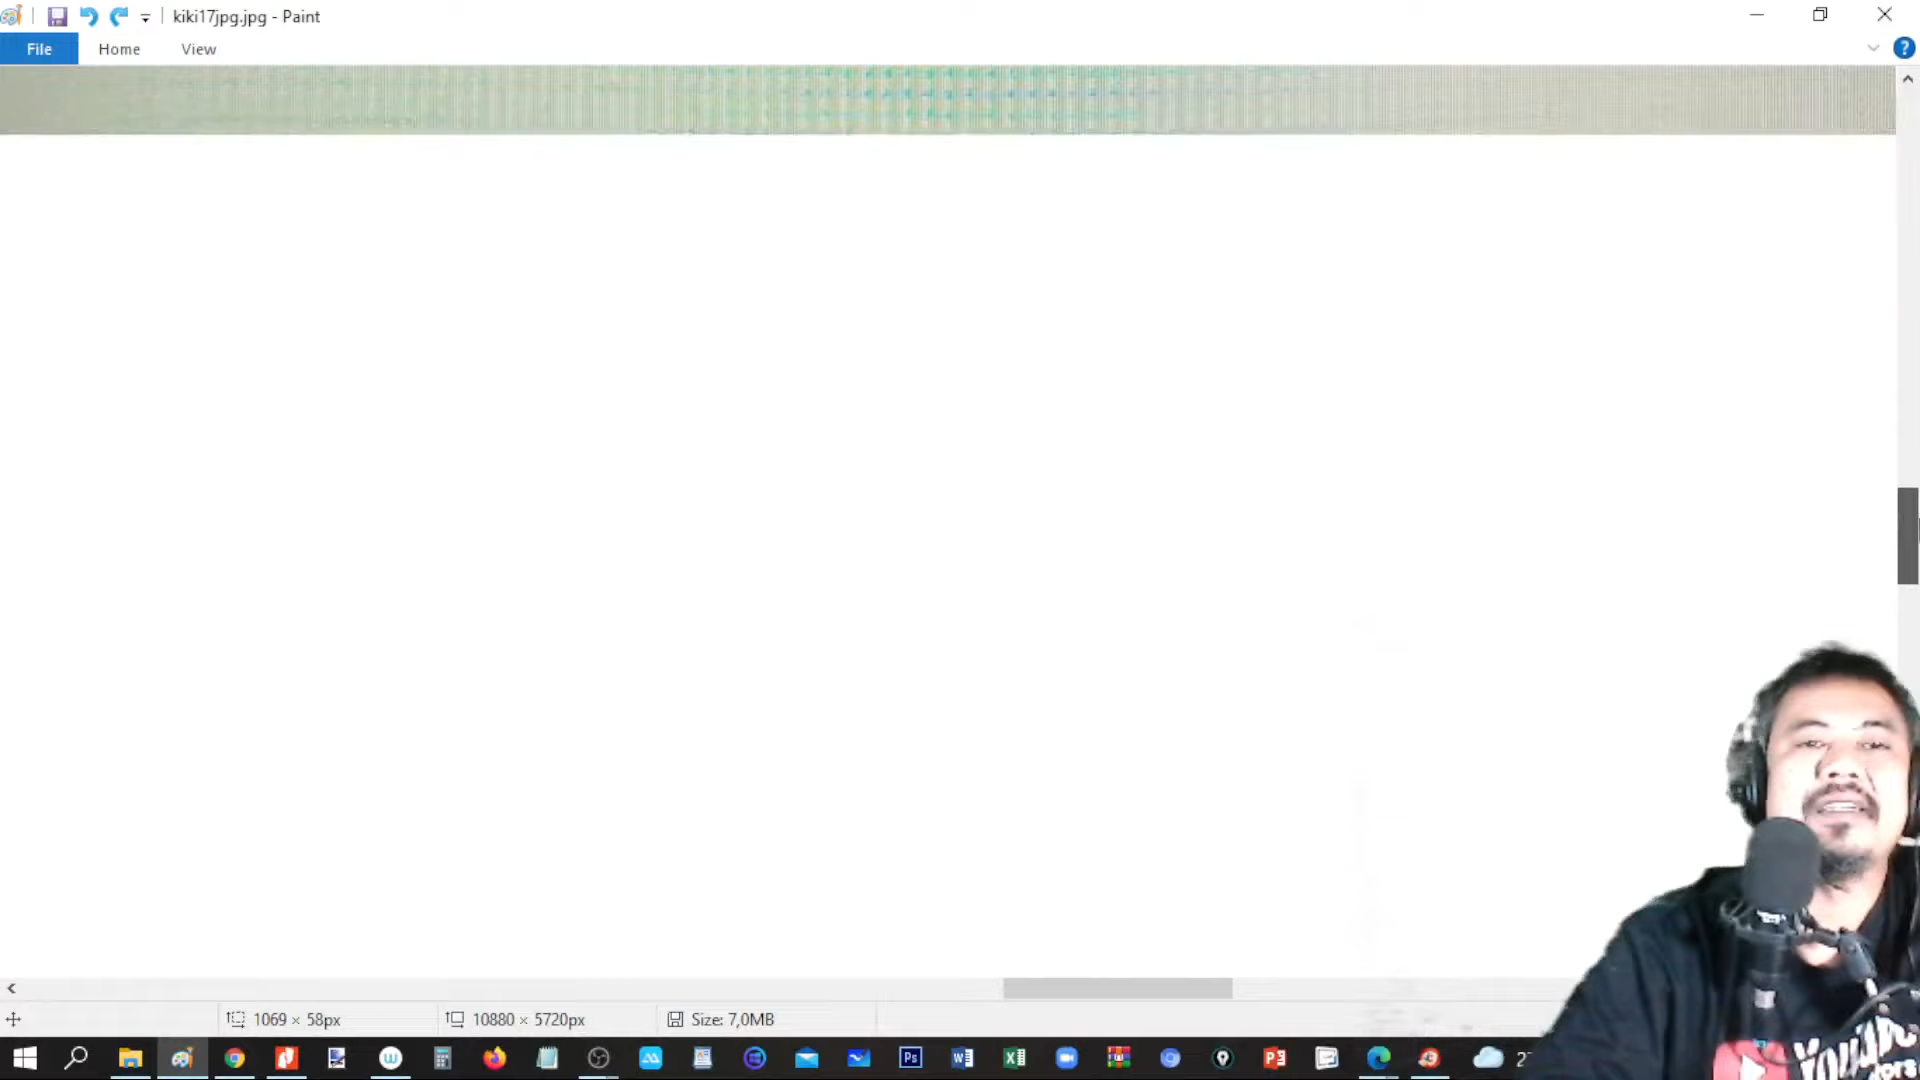 kiki17jpg.jpg - Paint
File
Home
View
1069 × 58px
10880 × 5720px
Size: 7,0MB